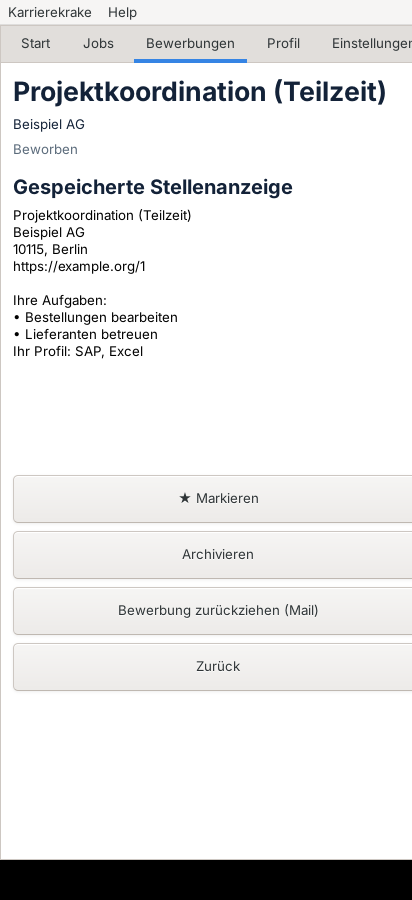 Karrierekrake Help
Start Jobs Bewerbungen Profil Einstellungen
Projektkoordination (Teilzeit)
Beispiel AG
Beworben
Gespeicherte Stellenanzeige
Projektkoordination (Teilzeit)
Beispiel AG
10115, Berlin
https://example.org/1
Ihre Aufgaben:
• Bestellungen bearbeiten
• Lieferanten betreuen
Ihr Profil: SAP, Excel
★ Markieren
Archivieren
Bewerbung zurückziehen (Mail)
Zurück